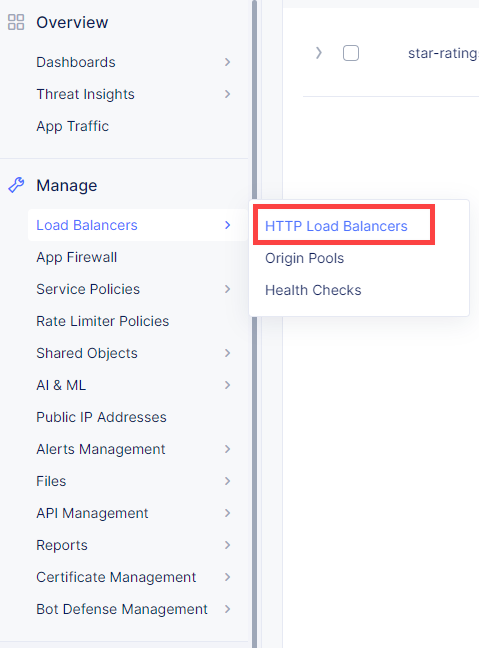 Overview
Dashboards
Threat Insights
App Traffic
Manage
Load Balancers
App Firewall
Service Policies
Rate Limiter Policies
Shared Objects
AI & ML
Public IP Addresses
Alerts Management
Files
API Management
Reports
Certificate Management
Bot Defense Management
HTTP Load Balancers
Origin Pools
Health Checks
star-ratings